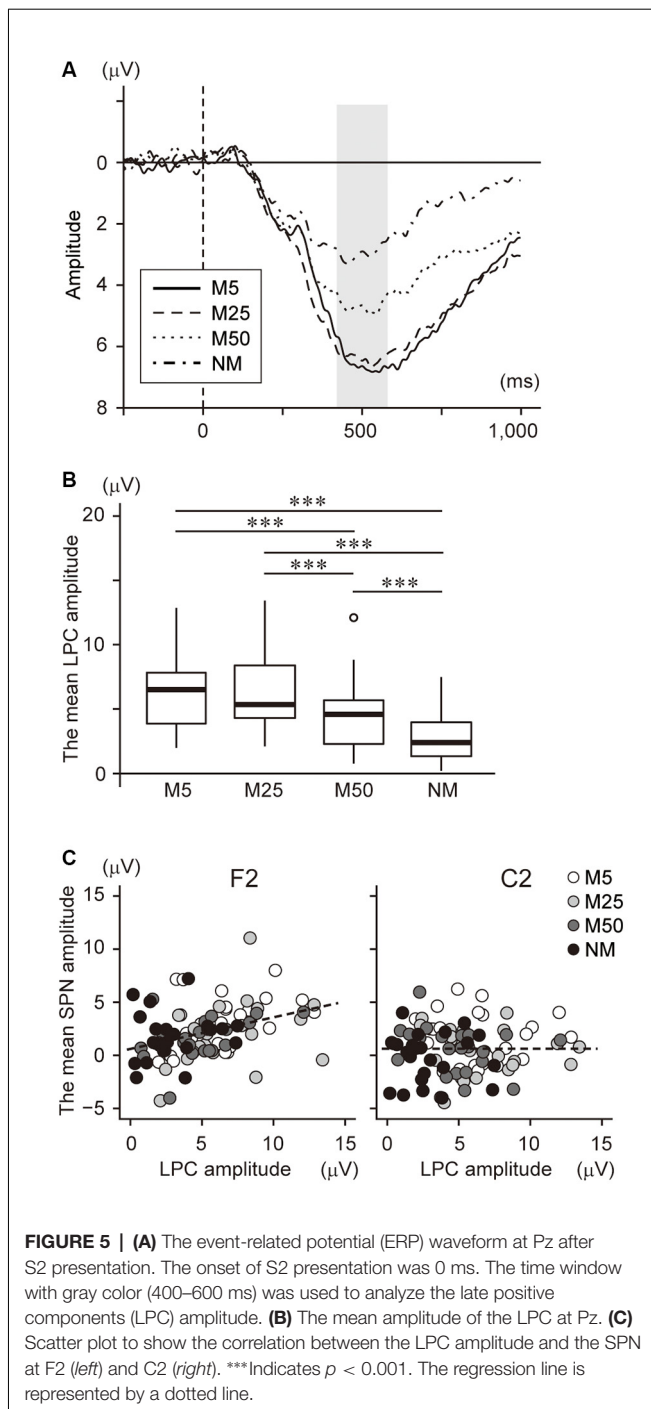 A (μV)
0
2
4
6
8
Amplitude
M5
M25
M50
NM
(ms)
0 500 1,000
B (μV)
20
10
0
The mean LPC amplitude
***
***
***
***
***
M5 M25 M50 NM
C (μV)
F2
C2
M5
M25
M50
NM
15
10
5
0
−5
The mean SPN amplitude
0 5 10 15
LPC amplitude (μV)
0 5 10 15
LPC amplitude (μV)
FIGURE 5 | (A) The event-related potential (ERP) waveform at Pz after
S2 presentation. The onset of S2 presentation was 0 ms. The time window
with gray color (400–600 ms) was used to analyze the late positive
components (LPC) amplitude. (B) The mean amplitude of the LPC at Pz. (C)
Scatter plot to show the correlation between the LPC amplitude and the SPN
at F2 (left) and C2 (right). ***Indicates p < 0.001. The regression line is
represented by a dotted line.